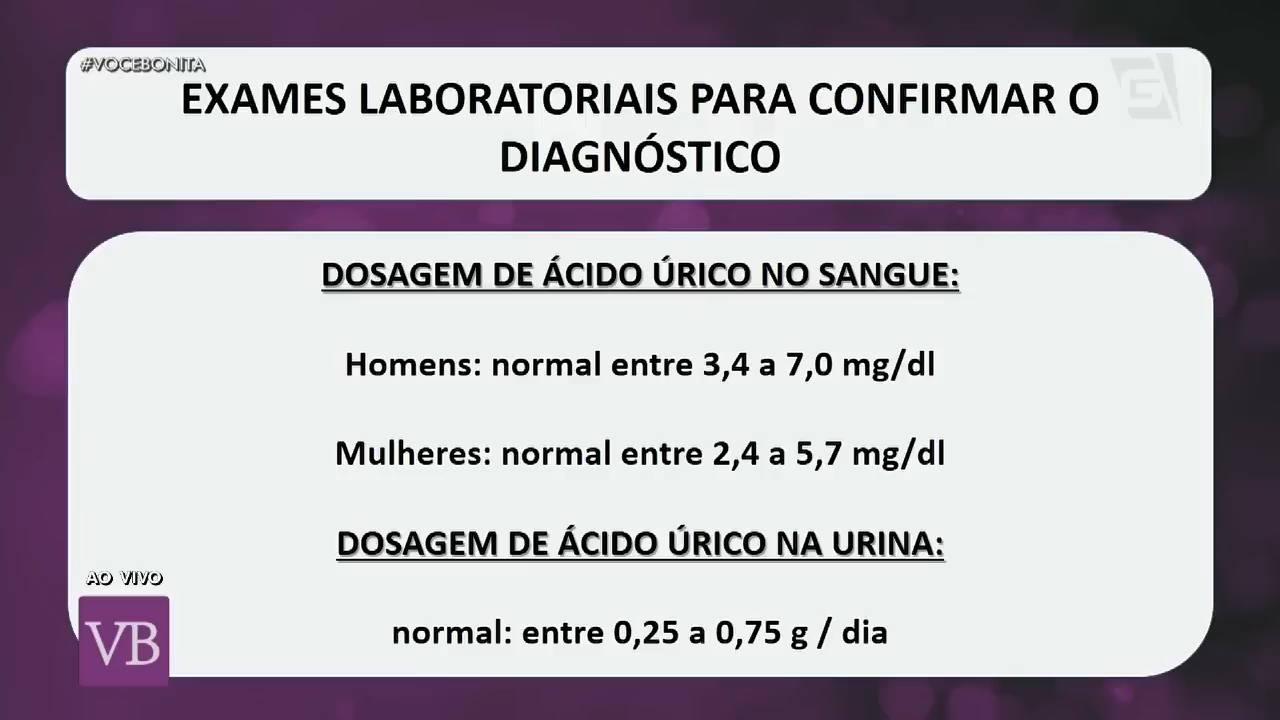 #VOCEBONITA
EXAMES LABORATORIAIS PARA CONFIRMAR O
DIAGNÓSTICO
DOSAGEM DE ÁCIDO ÚRICO NO SANGUE:
Homens: normal entre 3,4 a 7,0 mg/dl
Mulheres: normal entre 2,4 a 5,7 mg/dl
DOSAGEM DE ÁCIDO ÚRICO NA URINA:
normal: entre 0,25 a 0,75 g / dia
AO VIVO
VB